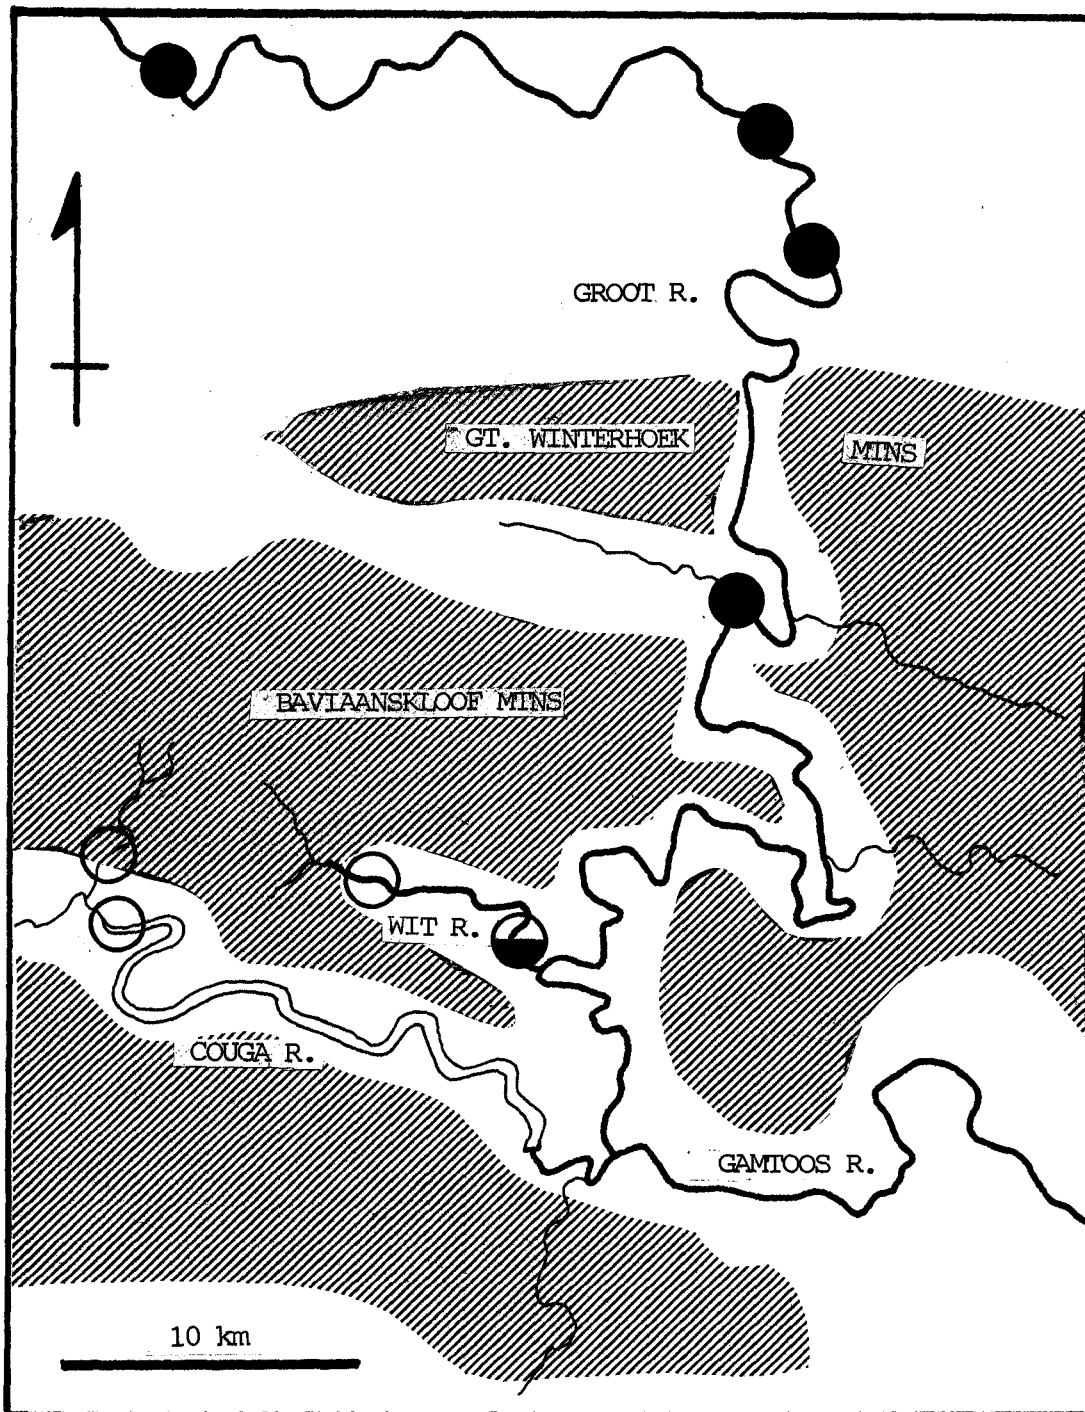 GROOT R.
GT. WINTERHOEK
MTNS
BAVIAANSKLOOF MTNS
WIT R.
COUGA R.
GAMTOOS R.
10 km